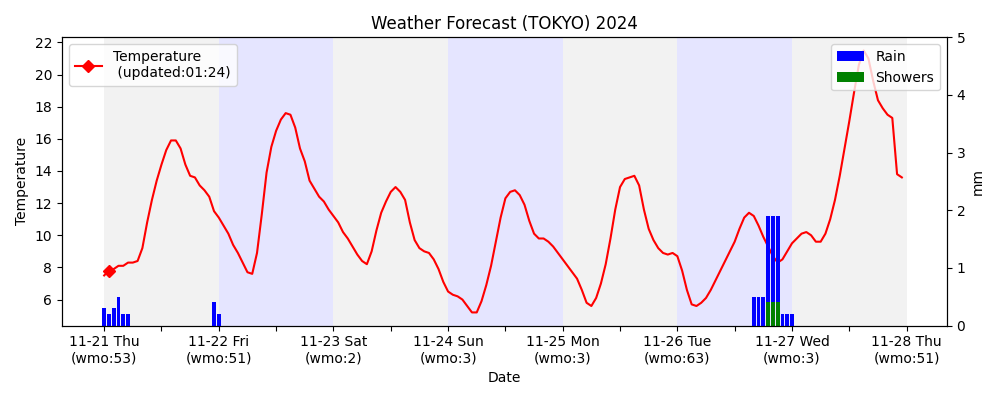 Weather Forecast (TOKYO) 2024
Temperature
(updated:01:24)
Rain
Showers
22
20
18
16
14
12
10
8
6
Temperature
5
4
3
2
1
0
mm
11-21 Thu
(wmo:53)
11-22 Fri
(wmo:51)
11-23 Sat
(wmo:2)
11-24 Sun
(wmo:3)
11-25 Mon
(wmo:3)
11-26 Tue
(wmo:63)
11-27 Wed
(wmo:3)
11-28 Thu
(wmo:51)
Date